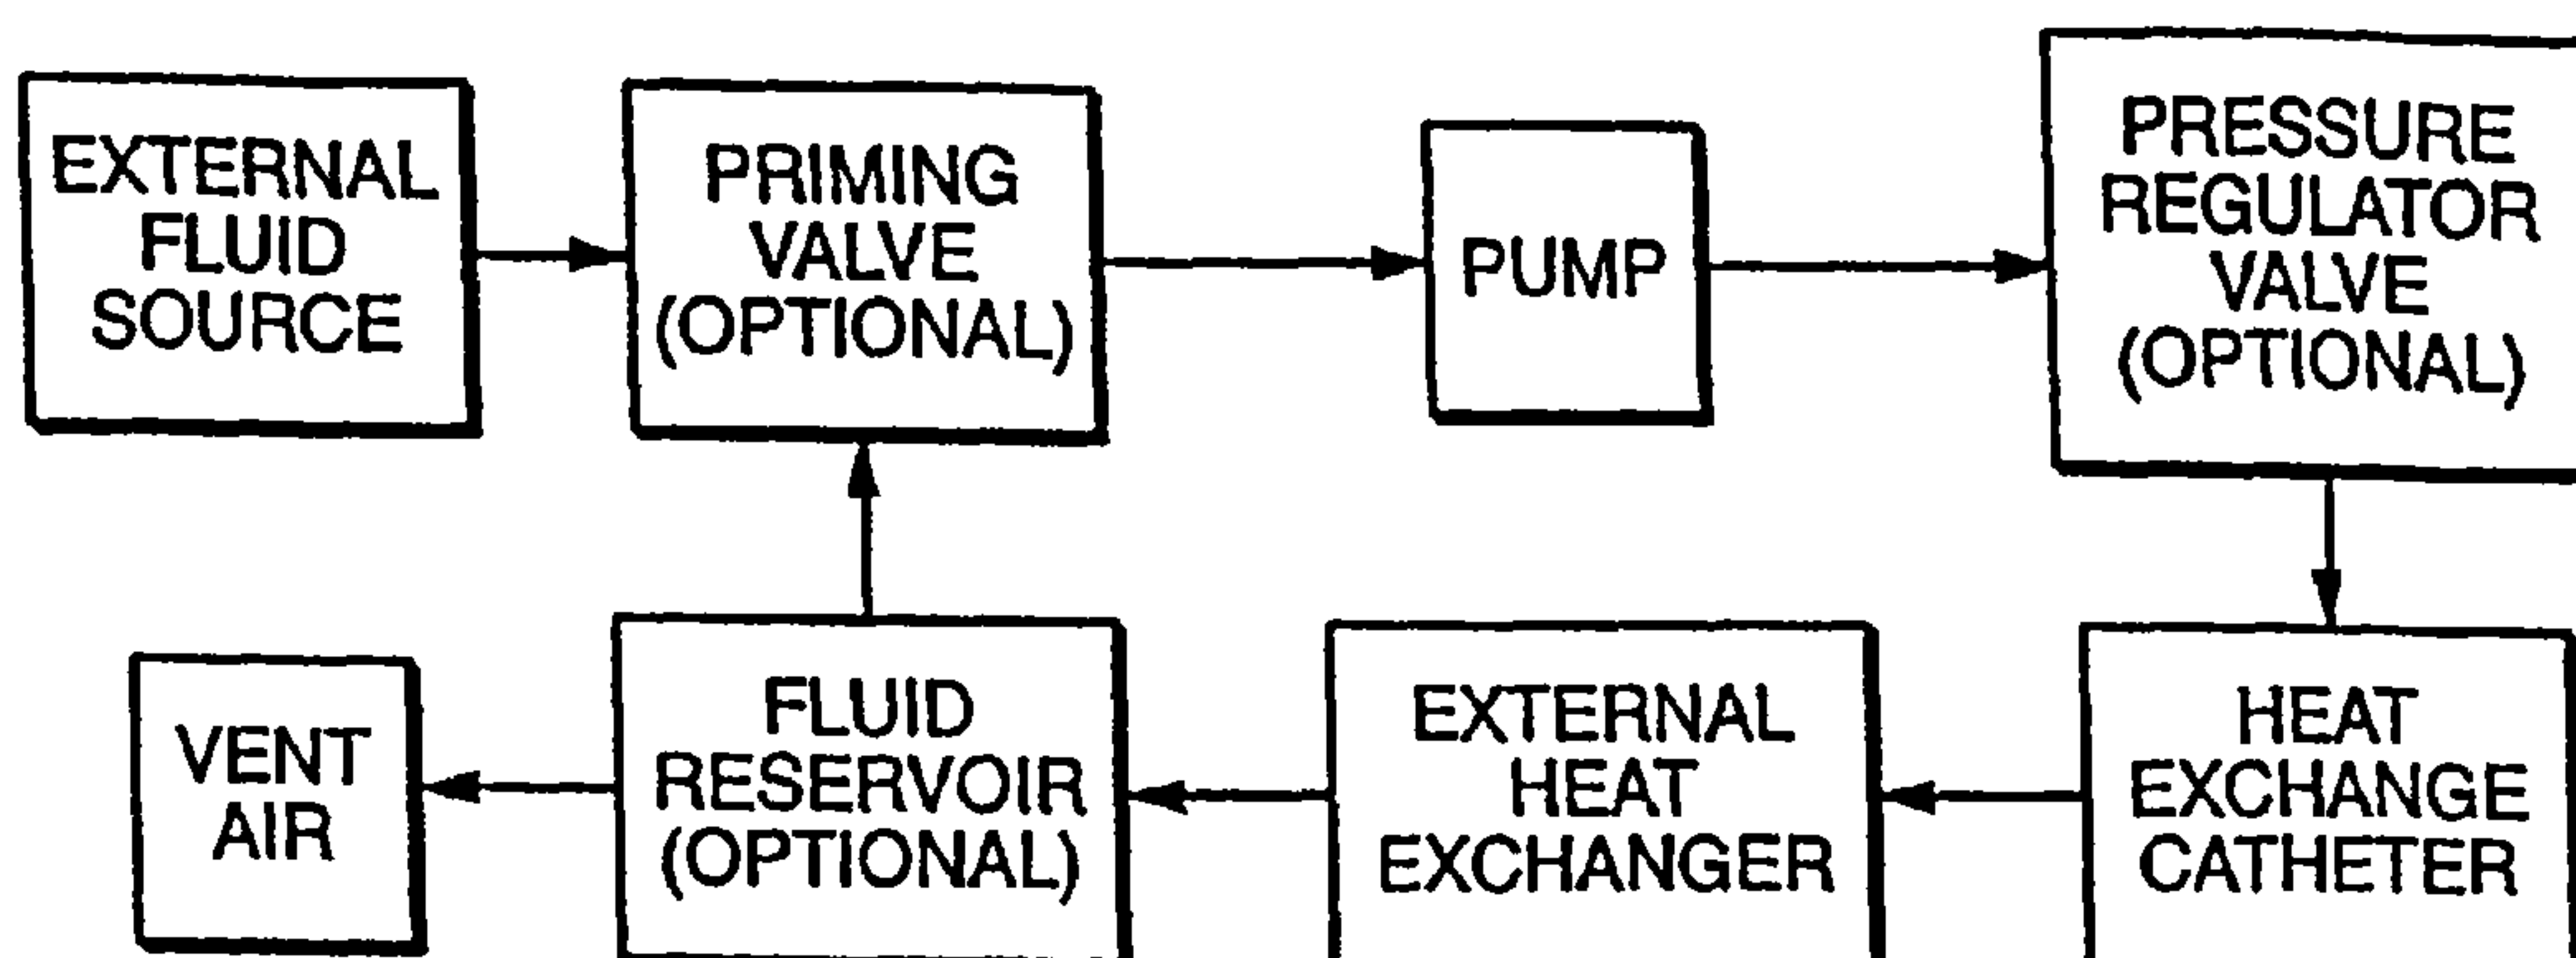 EXTERNAL
FLUID
SOURCE
PRIMING
VALVE
(OPTIONAL)
PUMP
PRESSURE
REGULATOR
VALVE
(OPTIONAL)
VENT
AIR
FLUID
RESERVOIR
(OPTIONAL)
EXTERNAL
HEAT
EXCHANGER
HEAT
EXCHANGE
CATHETER